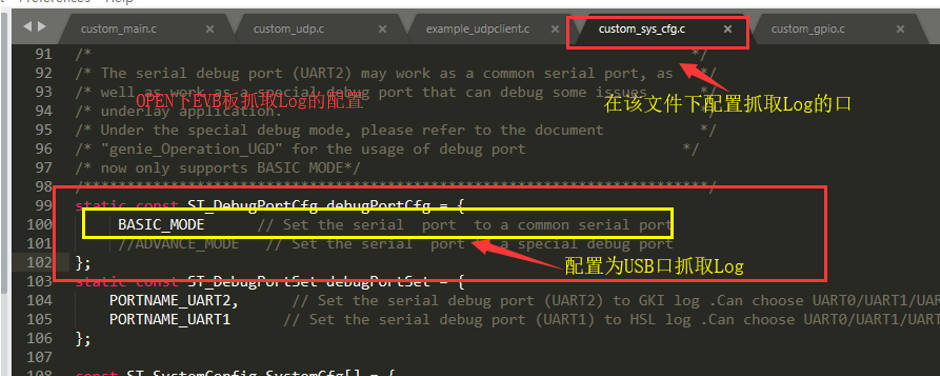 Preferences Help
custom_main.c × custom_udp.c × example_udpclient.c × custom_sys_cfg.c × custom_gpio.c ×
91 /* */
92 /* The serial debug port (UART2) may work as a common serial port, as */
93 /* well as work as a special debug port that can debug some issues
OPEN下EVB板抓取Log的配置
在该文件下配置抓取Log的口
94 /* underlay application.
95 /* Under the special debug mode, please refer to the document */
96 /* "genie_Operation_UGD" for the usage of debug port */
97 /* now only supports BASIC MODE*/
98 /***************************************************************************/
99 static const ST_DebugPortCfg debugPortCfg = {
100 BASIC_MODE // Set the serial port to a common serial port
101 //ADVANCE_MODE // Set the serial port to a special debug port
102 };
配置为USB口抓取Log
103 static const ST_DebugPortSet debugPortSet = {
104 PORTNAME_UART2, // Set the serial debug port (UART2) to GKI log .Can choose UART0/UART1/UAR
105 PORTNAME_UART1 // Set the serial debug port (UART1) to HSL log .Can choose UART0/UART1/UART
106 };
107
108 const ST_SystemConfig SystemCfg[] = {